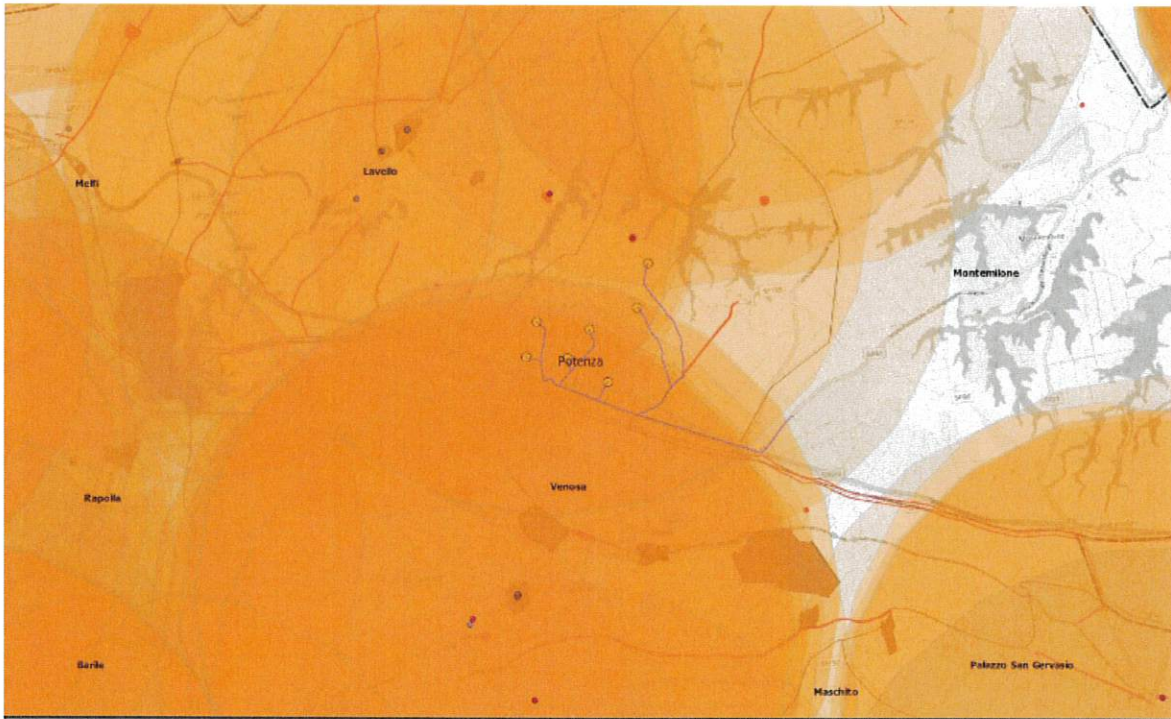 Melfi
Lavello
Montemilone
Potenza
Rapolla
Venosa
Barile
Palazzo San Gervasio
Maschito